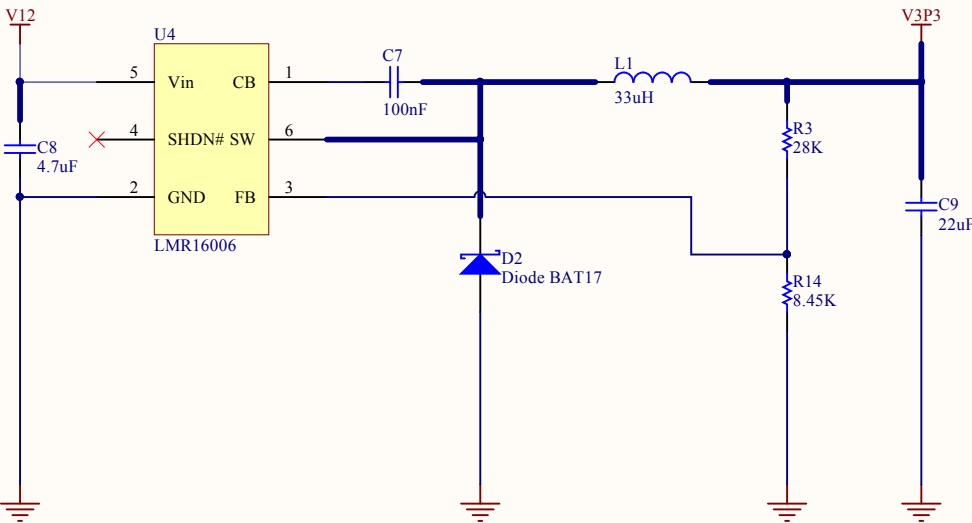 V12
U4
5 Vin CB 1
4 SHDN# SW 6
2 GND FB 3
LMR16006
C8
4.7uF
C7
100nF
L1
33uH
V3P3
R3
28K
C9
22uF
D2
Diode BAT17
R14
8.45K